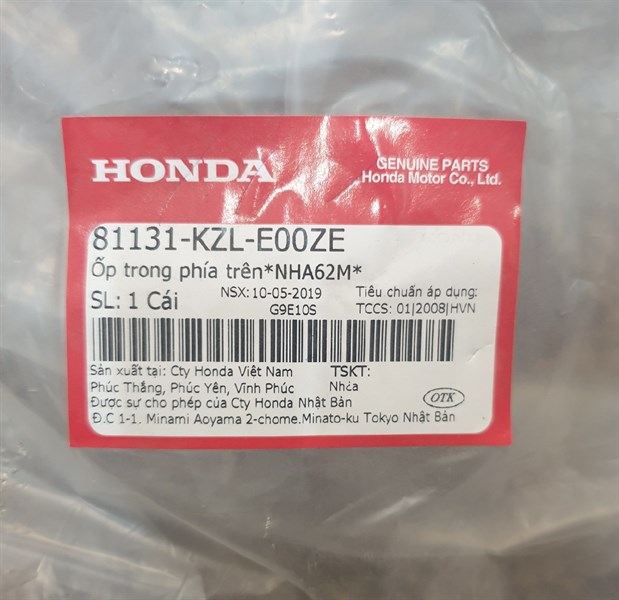 HONDA
GENUINE PARTS
Honda Motor Co., Ltd.
81131-KZL-E00ZE
Ốp trong phía trên*NHA62M*
SL: 1 Cái
NSX: 10-05-2019
G9E10S
Tiêu chuẩn áp dụng:
TCCS: 01|2008|HVN
Sản xuất tại: Cty Honda Việt Nam
TSKT:
Phúc Thắng, Phúc Yên, Vĩnh Phúc
Nhựa
Được sự cho phép của Cty Honda Nhật Bản
OTK
Đ.C 1-1. Minami Aoyama 2-chome.Minato-ku Tokyo Nhật Bản